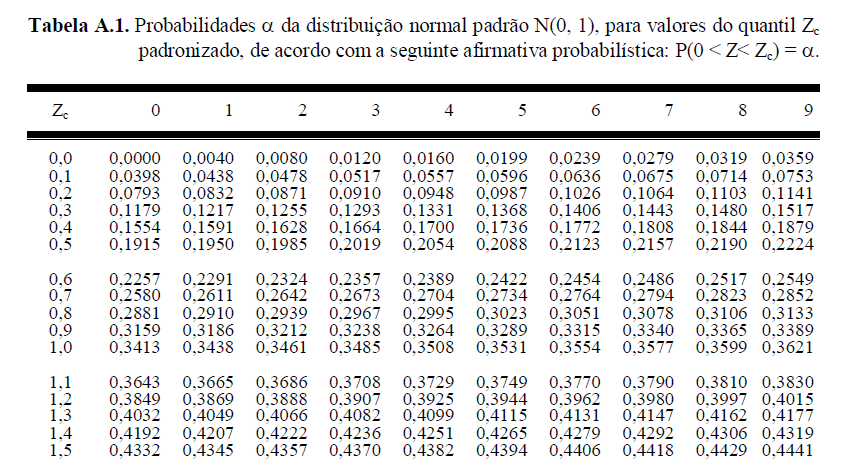 Tabela A.1. Probabilidades α da distribuição normal padrão N(0, 1), para valores do quantil Zc
padronizado, de acordo com a seguinte afirmativa probabilística: P(0 < Z< Zc) = α.
Zc 0 1 2 3 4 5 6 7 8 9
0,0 0,0000 0,0040 0,0080 0,0120 0,0160 0,0199 0,0239 0,0279 0,0319 0,0359
0,1 0,0398 0,0438 0,0478 0,0517 0,0557 0,0596 0,0636 0,0675 0,0714 0,0753
0,2 0,0793 0,0832 0,0871 0,0910 0,0948 0,0987 0,1026 0,1064 0,1103 0,1141
0,3 0,1179 0,1217 0,1255 0,1293 0,1331 0,1368 0,1406 0,1443 0,1480 0,1517
0,4 0,1554 0,1591 0,1628 0,1664 0,1700 0,1736 0,1772 0,1808 0,1844 0,1879
0,5 0,1915 0,1950 0,1985 0,2019 0,2054 0,2088 0,2123 0,2157 0,2190 0,2224
0,6 0,2257 0,2291 0,2324 0,2357 0,2389 0,2422 0,2454 0,2486 0,2517 0,2549
0,7 0,2580 0,2611 0,2642 0,2673 0,2704 0,2734 0,2764 0,2794 0,2823 0,2852
0,8 0,2881 0,2910 0,2939 0,2967 0,2995 0,3023 0,3051 0,3078 0,3106 0,3133
0,9 0,3159 0,3186 0,3212 0,3238 0,3264 0,3289 0,3315 0,3340 0,3365 0,3389
1,0 0,3413 0,3438 0,3461 0,3485 0,3508 0,3531 0,3554 0,3577 0,3599 0,3621
1,1 0,3643 0,3665 0,3686 0,3708 0,3729 0,3749 0,3770 0,3790 0,3810 0,3830
1,2 0,3849 0,3869 0,3888 0,3907 0,3925 0,3944 0,3962 0,3980 0,3997 0,4015
1,3 0,4032 0,4049 0,4066 0,4082 0,4099 0,4115 0,4131 0,4147 0,4162 0,4177
1,4 0,4192 0,4207 0,4222 0,4236 0,4251 0,4265 0,4279 0,4292 0,4306 0,4319
1,5 0,4332 0,4345 0,4357 0,4370 0,4382 0,4394 0,4406 0,4418 0,4429 0,4441